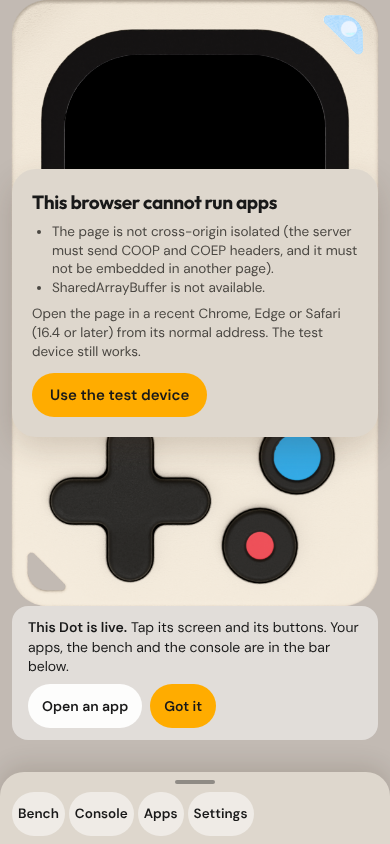 This browser cannot run apps
• The page is not cross-origin isolated (the server
must send COOP and COEP headers, and it must
not be embedded in another page).
• SharedArrayBuffer is not available.
Open the page in a recent Chrome, Edge or Safari
(16.4 or later) from its normal address. The test
device still works.
Use the test device
This Dot is live. Tap its screen and its buttons. Your
apps, the bench and the console are in the bar
below.
Open an app Got it
Bench Console Apps Settings